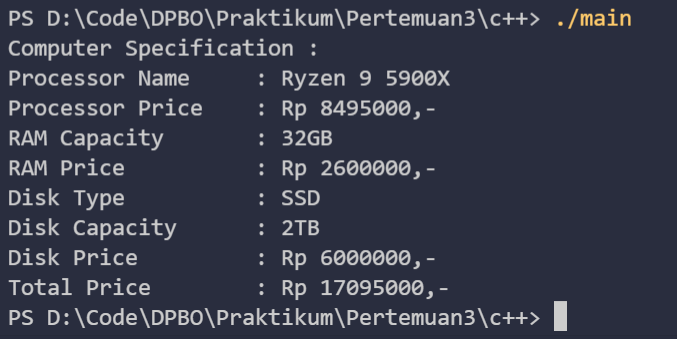 PS D:\Code\DPBO\Praktikum\Pertemuan3\c++> ./main
Computer Specification :
Processor Name     : Ryzen 9 5900X
Processor Price    : Rp 8495000,-
RAM Capacity       : 32GB
RAM Price          : Rp 2600000,-
Disk Type          : SSD
Disk Capacity      : 2TB
Disk Price         : Rp 6000000,-
Total Price        : Rp 17095000,-
PS D:\Code\DPBO\Praktikum\Pertemuan3\c++>